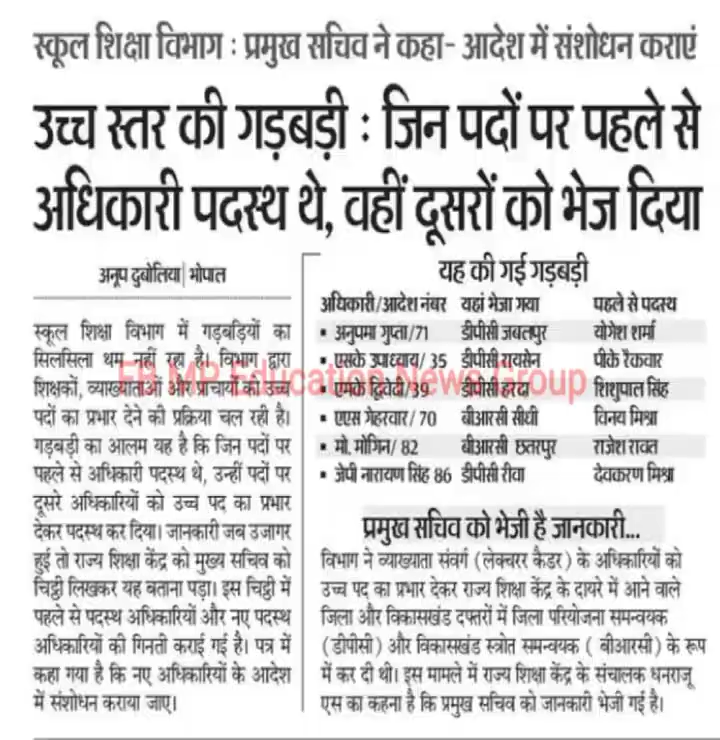 स्कूल शिक्षा विभाग : प्रमुख सचिव ने कहा- आदेश में संशोधन कराएं
उच्च स्तर की गड़बड़ी : जिन पदों पर पहले से
अधिकारी पदस्थ थे, वहीं दूसरों को भेज दिया
अनूप दुबोलिया| भोपाल
स्कूल शिक्षा विभाग में गड़बड़ियों का
सिलसिला थम नहीं रहा है। विभाग द्वारा
शिक्षकों, व्याख्याताओं और प्राचार्यों को उच्च
पदों का प्रभार देने की प्रक्रिया चल रही है।
गड़बड़ी का आलम यह है कि जिन पदों पर
पहले से अधिकारी पदस्थ थे, उन्हीं पदों पर
दूसरे अधिकारियों को उच्च पद का प्रभार
देकर पदस्थ कर दिया। जानकारी जब उजागर
हुई तो राज्य शिक्षा केंद्र को मुख्य सचिव को
चिट्ठी लिखकर यह बताना पड़ा। इस चिट्ठी में
पहले से पदस्थ अधिकारियों और नए पदस्थ
अधिकारियों की गिनती कराई गई है। पत्र में
कहा गया है कि नए अधिकारियों के आदेश
में संशोधन कराया जाए।
यह की गई गड़बड़ी
अधिकारी/आदेश नंबर यहां भेजा गया पहले से पदस्थ
▪ अनुपमा गुप्ता/71 डीपीसी जबलपुर योगेश शर्मा
▪ एसके उपाध्याय/ 35 डीपीसी रायसेन पीके रैकवार
▪ एमके द्विवेदी/39 डीपीसी हरदा शिशुपाल सिंह
▪ एएस गेहरवार/ 70 बीआरसी सीधी विनय मिश्रा
▪ मो. मोगिन/ 82 बीआरसी छतरपुर राजेश रावत
▪ जेपी नारायण सिंह 86 डीपीसी रीवा देवकरण मिश्रा
FB MP Education News Group
प्रमुख सचिव को भेजी है जानकारी...
विभाग ने व्याख्याता संवर्ग (लेक्चरर कैडर) के अधिकारियों को
उच्च पद का प्रभार देकर राज्य शिक्षा केंद्र के दायरे में आने वाले
जिला और विकासखंड दफ्तरों में जिला परियोजना समन्वयक
(डीपीसी) और विकासखंड स्त्रोत समन्वयक ( बीआरसी) के रूप
में कर दी थी। इस मामले में राज्य शिक्षा केंद्र के संचालक धनराजू
एस का कहना है कि प्रमुख सचिव को जानकारी भेजी गई है।